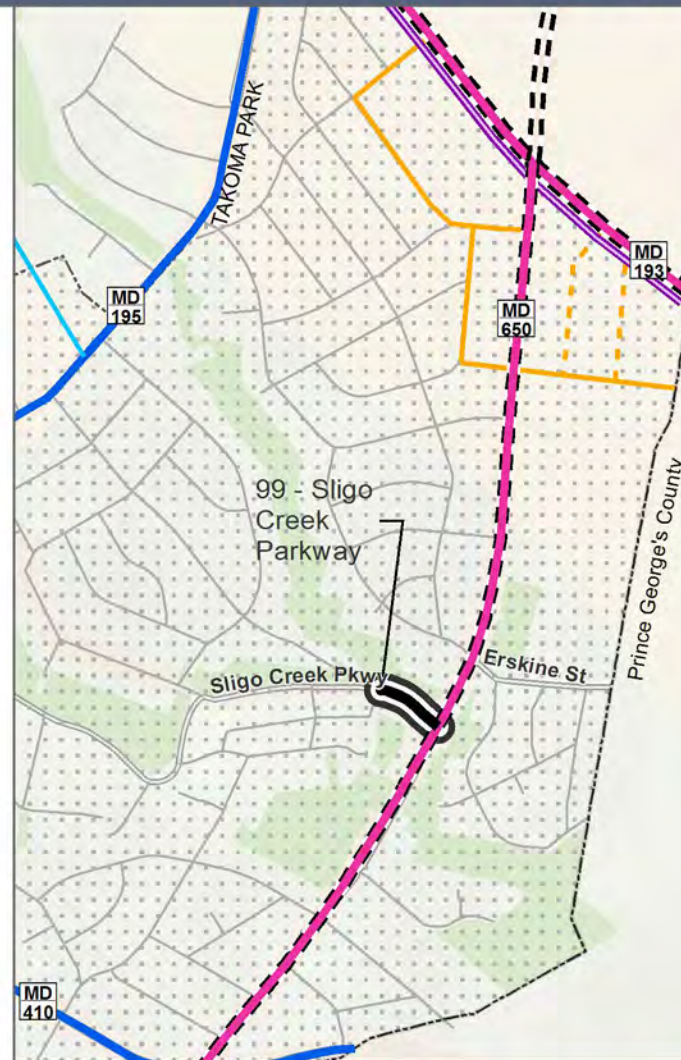 TAKOMA PARK
MD
193
MD
195
MD
650
99 - Sligo
Creek
Parkway
Prince George's County
Erskine St
Sligo Creek Pkwy
MD
410